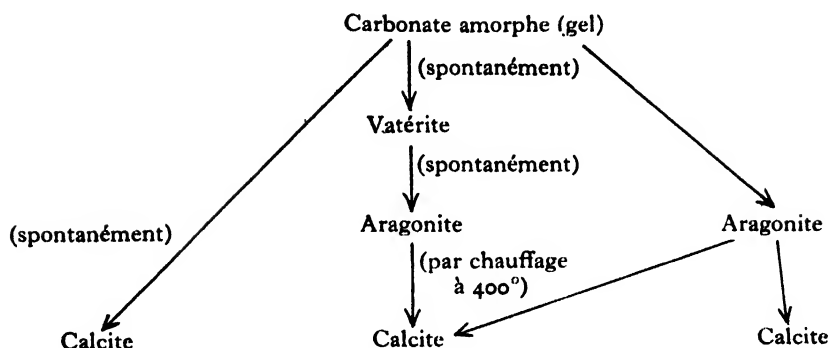 Carbonate amorphe (gel)
(spontanément)
Vatérite
(spontanément)
Aragonite
Aragonite
(spontanément)
(par chauffage
à 400°)
Calcite
Calcite
Calcite